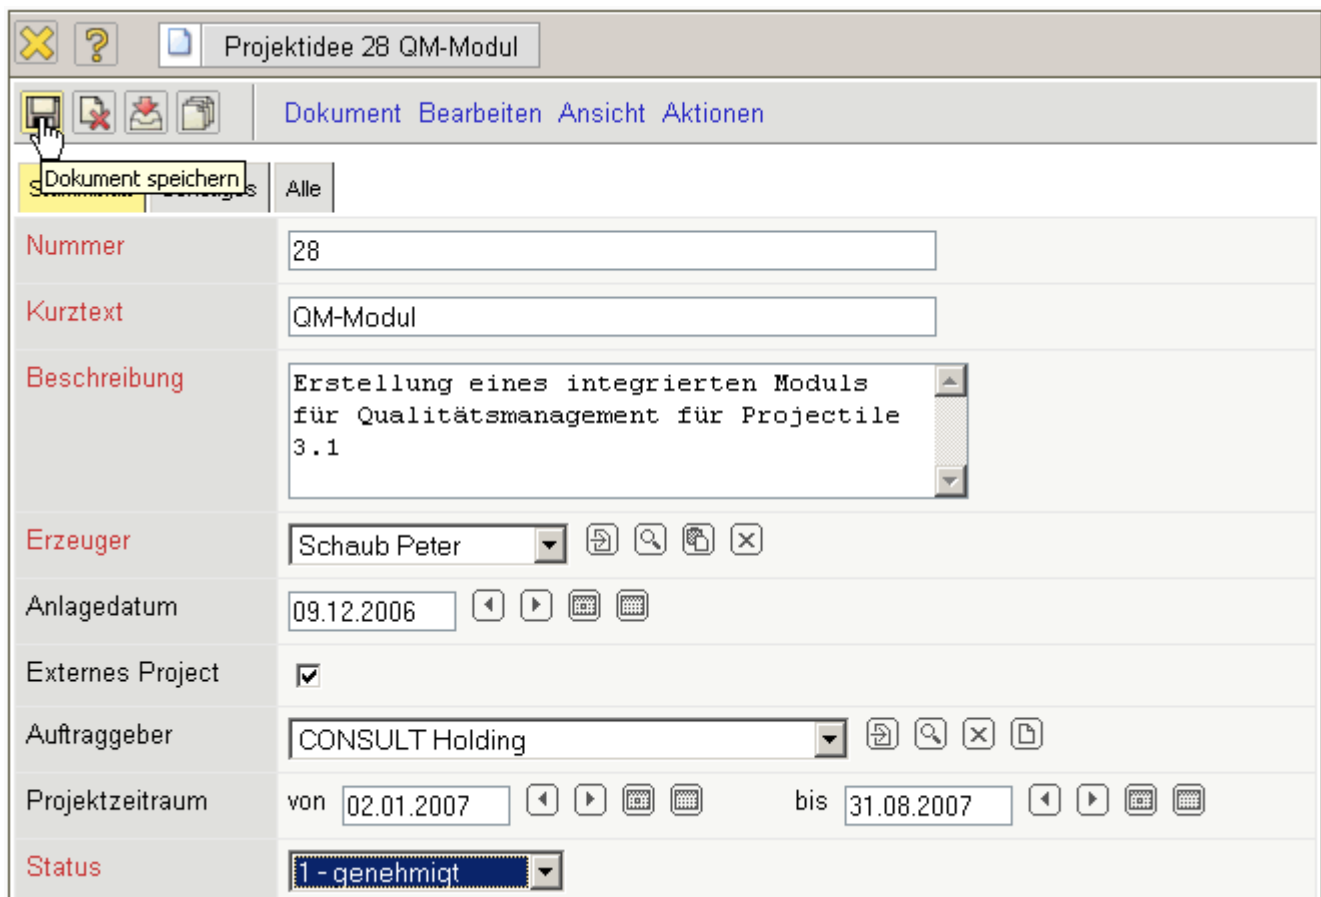 Projektidee 28 QM-Modul
Dokument Bearbeiten Ansicht Aktionen
Dokument speichern
Alle
Nummer 28
Kurztext QM-Modul
Beschreibung Erstellung eines integrierten Moduls
für Qualitätsmanagement für Projectile
3.1
Erzeuger Schaub Peter
Anlagedatum 09.12.2006
Externes Project
Auftraggeber CONSULT Holding
Projektzeitraum von 02.01.2007 bis 31.08.2007
Status 1 - genehmigt